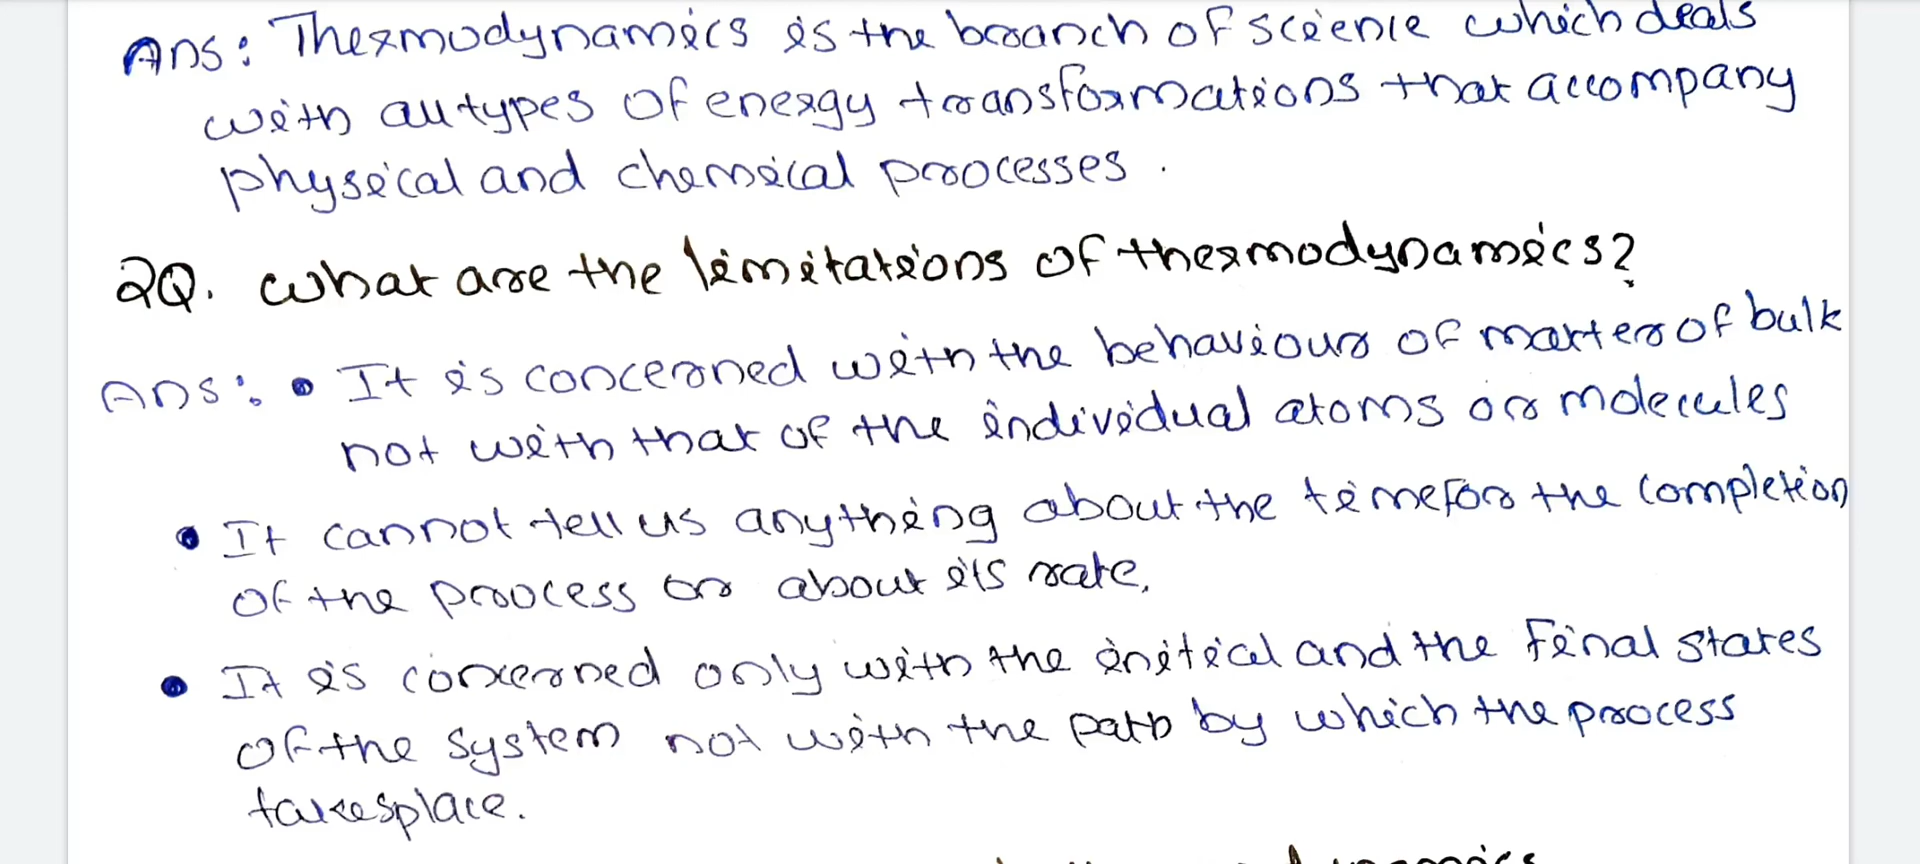 Ans: Thermodynamics is the branch of science which deals
with all types of energy transformations that accompany
physical and chemical processes.
2Q. What are the limitations of thermodynamics?
Ans: • It is concerned with the behaviour of matter of bulk
not with that of the individual atoms or molecules
• It cannot tell us anything about the time for the completion
of the process or about its rate.
• It is concerned only with the initial and the final states
of the system not with the path by which the process
takes place.